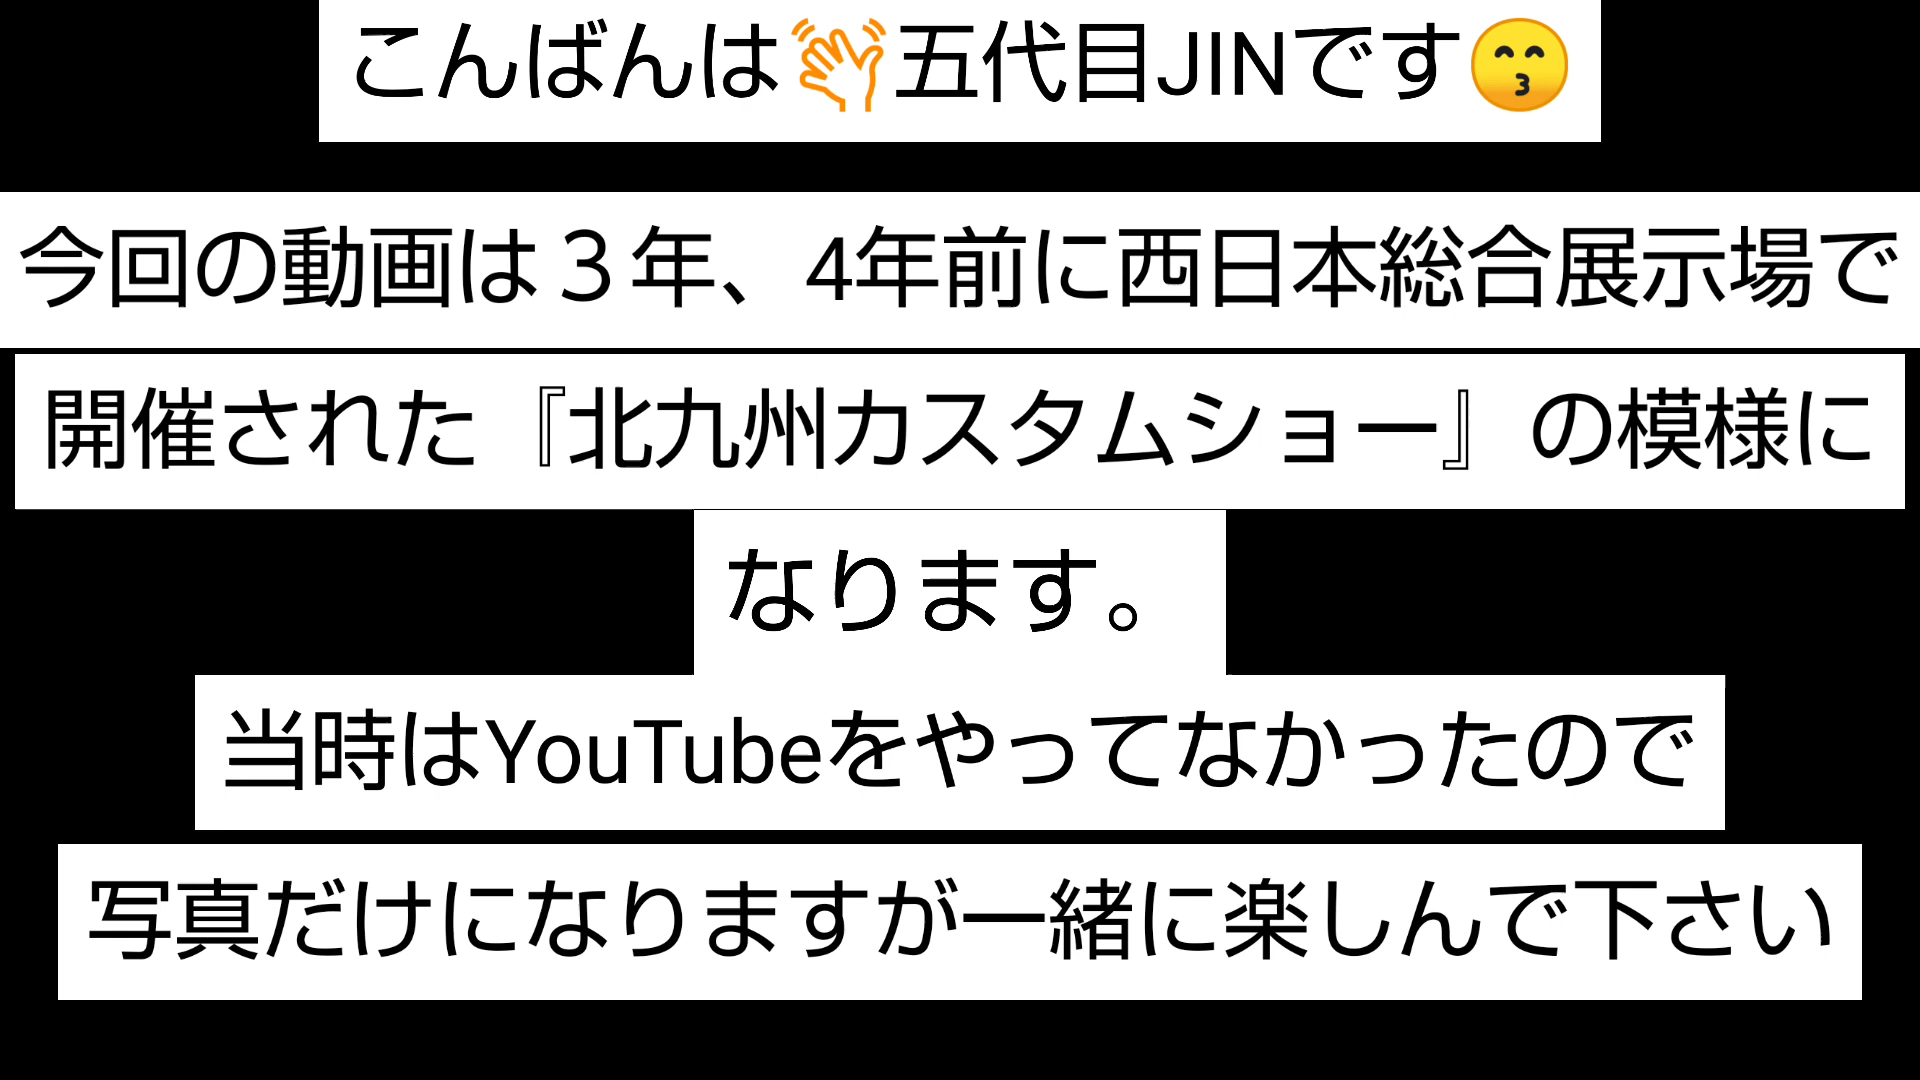 こんばんは👋五代目JINです😙
今回の動画は３年、4年前に西日本総合展示場で
開催された『北九州カスタムショー』の模様に
なります。
当時はYouTubeをやってなかったので
写真だけになりますが一緒に楽しんで下さい